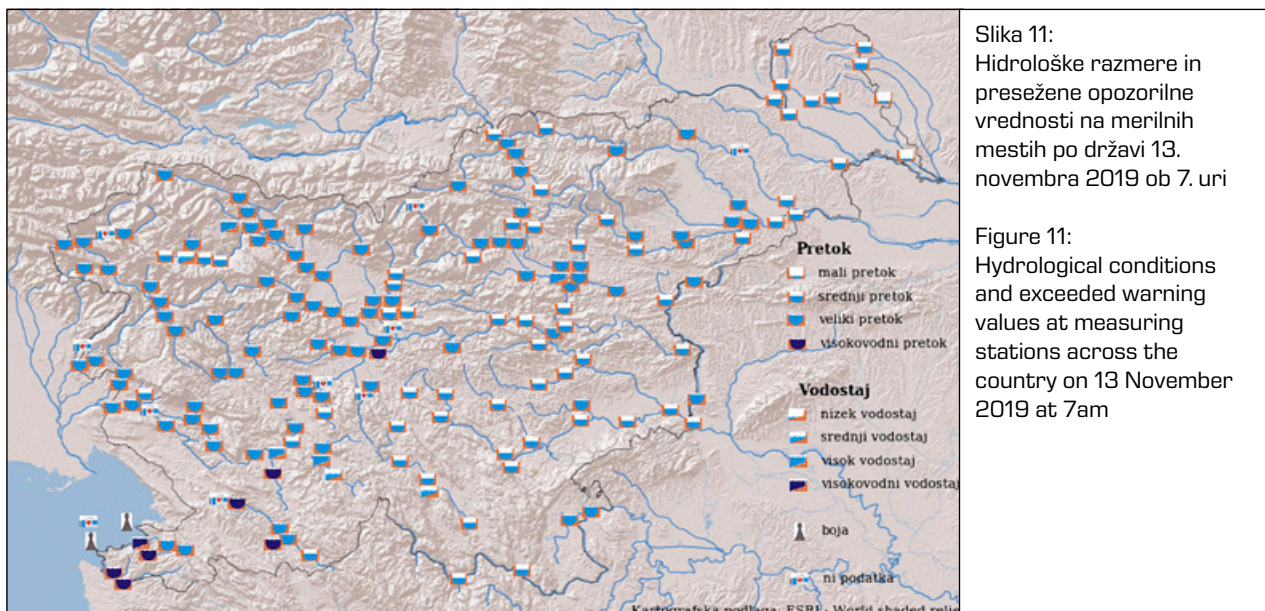 Pretok
mali pretok
srednji pretok
veliki pretok
visokovodni pretok
Vodostaj
nizek vodostaj
srednji vodostaj
visok vodostaj
visokovodni vodostaj
boja
ni podatka
Kartografska podlaga: ESRI - World shaded relie
Slika 11:
Hidrološke razmere in
presežene opozorilne
vrednosti na merilnih
mestih po državi 13.
novembra 2019 ob 7. uri
Figure 11:
Hydrological conditions
and exceeded warning
values at measuring
stations across the
country on 13 November
2019 at 7am